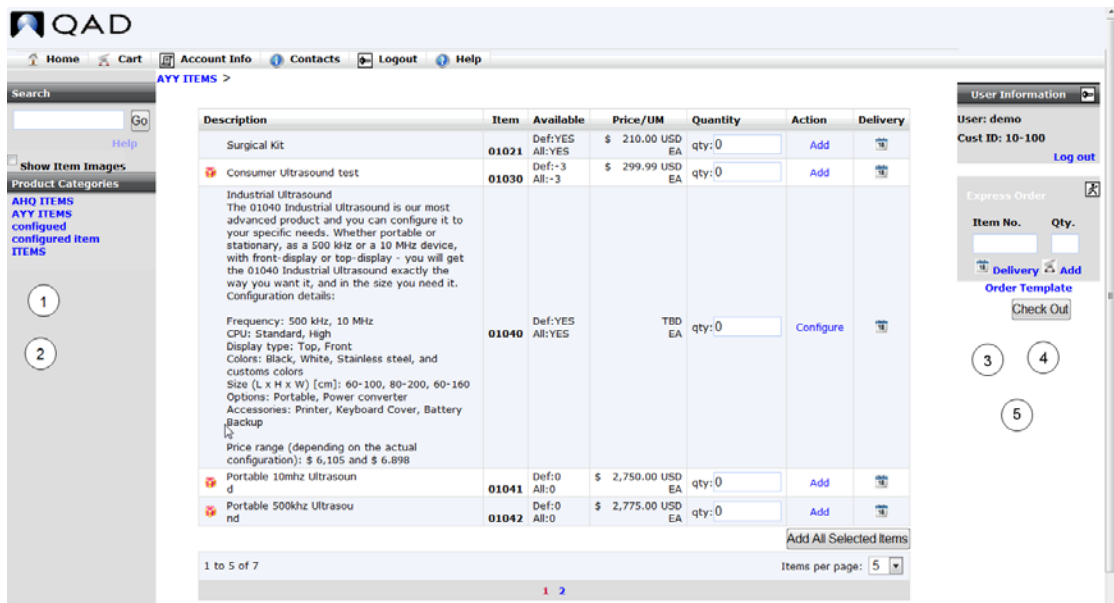 QAD
Home Cart Account Info Contacts Logout Help
AYY ITEMS >
Search
Go
Help
Show Item Images
Product Categories
AHQ ITEMS
AYY ITEMS
configued
configured item
ITEMS
1
2
Description Item Available Price/UM Quantity Action Delivery
Surgical Kit 01021 Def:YES All:YES $ 210.00 USD EA qty: 0 Add
Consumer Ultrasound test 01030 Def:-3 All:-3 $ 299.99 USD EA qty: 0 Add
Industrial Ultrasound
The 01040 Industrial Ultrasound is our most
advanced product and you can configure it to
your specific needs. Whether portable or
stationary, as a 500 kHz or a 10 MHz device,
with front-display or top-display - you will get
the 01040 Industrial Ultrasound exactly the
way you want it, and in the size you need it.
Configuration details:
Frequency: 500 kHz, 10 MHz
CPU: Standard, High
Display type: Top, Front
Colors: Black, White, Stainless steel, and
customs colors
Size (L x H x W) [cm]: 60-100, 80-200, 60-160
Options: Portable, Power converter
Accessories: Printer, Keyboard Cover, Battery
Backup
Price range (depending on the actual
configuration): $ 6,105 and $ 6.898
01040 Def:YES All:YES TBD EA qty: 0 Configure
Portable 10mhz Ultrasoun
d 01041 Def:0 All:0 $ 2,750.00 USD EA qty: 0 Add
Portable 500khz Ultrasou
nd 01042 Def:0 All:0 $ 2,775.00 USD EA qty: 0 Add
Add All Selected Items
1 to 5 of 7 Items per page: 5
1 2
User Information
User: demo
Cust ID: 10-100
Log out
Express Order
Item No. Qty.
Delivery Add
Order Template
Check Out
3
4
5